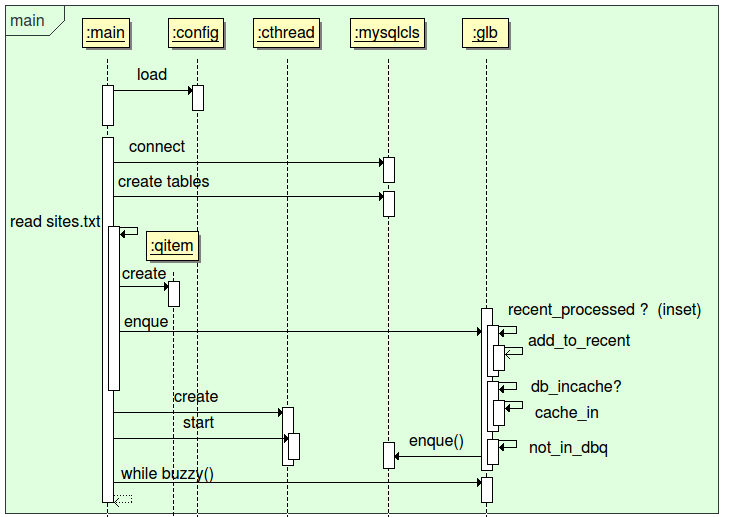 main
:main
:config
:cthread
:mysqlcls
:glb
load
connect
create tables
read sites.txt
:qitem
create
enque
recent_processed ? (inset)
add_to_recent
db_incache?
cache_in
create
start
enque()
not_in_dbq
while buzzy()